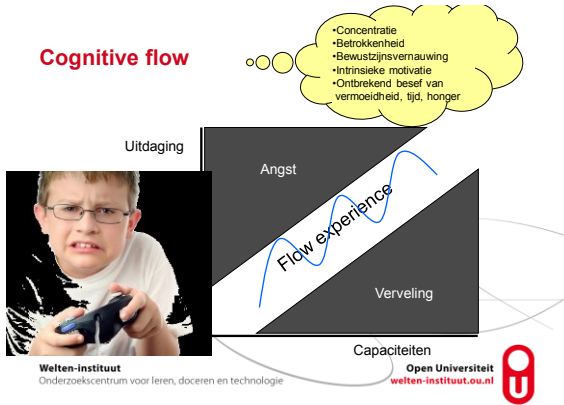 Cognitive flow
•Concentratie
•Betrokkenheid
•Bewustzijnsvernauwing
•Intrinsieke motivatie
•Ontbrekend besef van
vermoeidheid, tijd, honger
Uitdaging
Angst
Flow experience
Verveling
Capaciteiten
Welten-instituut
Onderzoekscentrum voor leren, doceren en technologie
Open Universiteit
welten-instituut.ou.nl